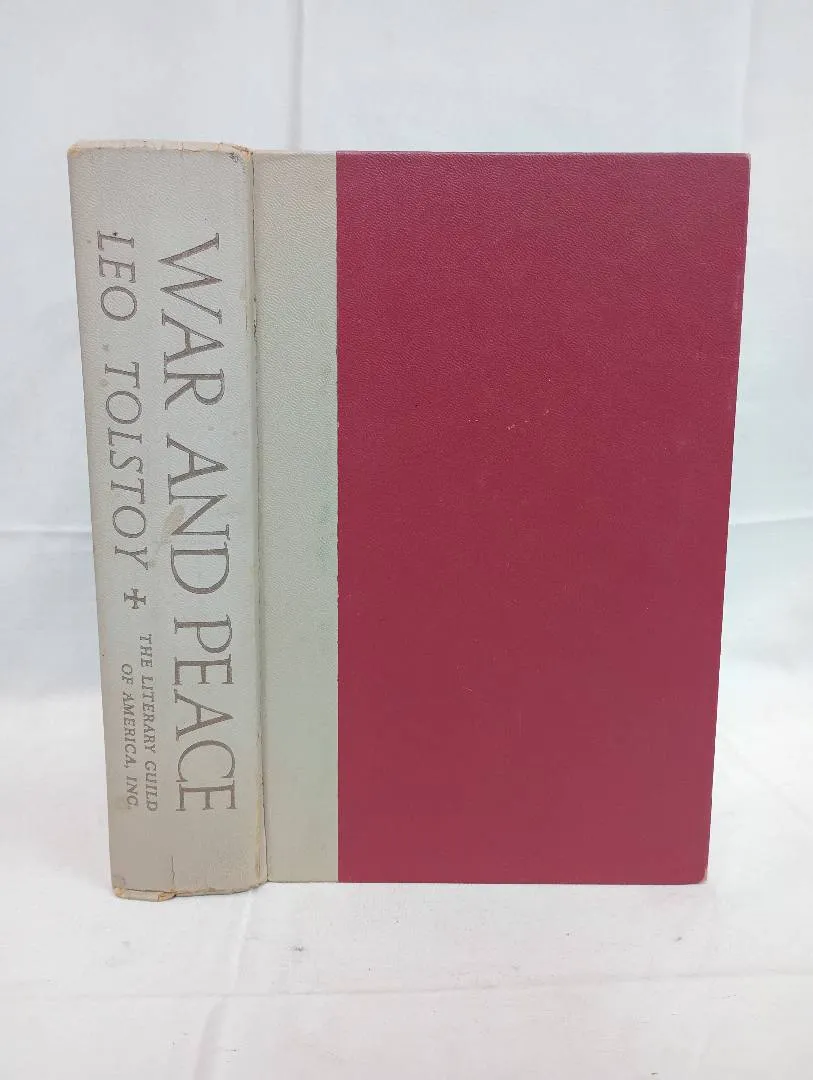 WAR AND PEACE
LEO TOLSTOY ✠
THE LITERARY GUILD
OF AMERICA, INC.